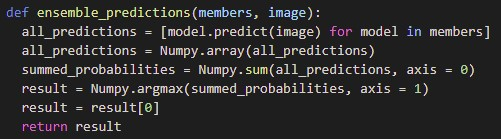 def ensemble_predictions(members, image):
  all_predictions = [model.predict(image) for model in members]
  all_predictions = Numpy.array(all_predictions)
  summed_probabilities = Numpy.sum(all_predictions, axis = 0)
  result = Numpy.argmax(summed_probabilities, axis = 1)
  result = result[0]
  return result